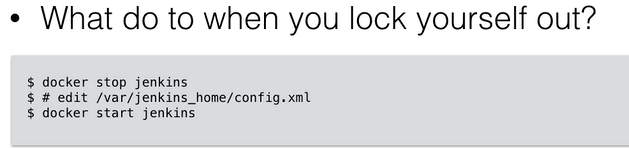 • What do to when you lock yourself out?
$ docker stop jenkins
$ # edit /var/jenkins_home/config.xml
$ docker start jenkins